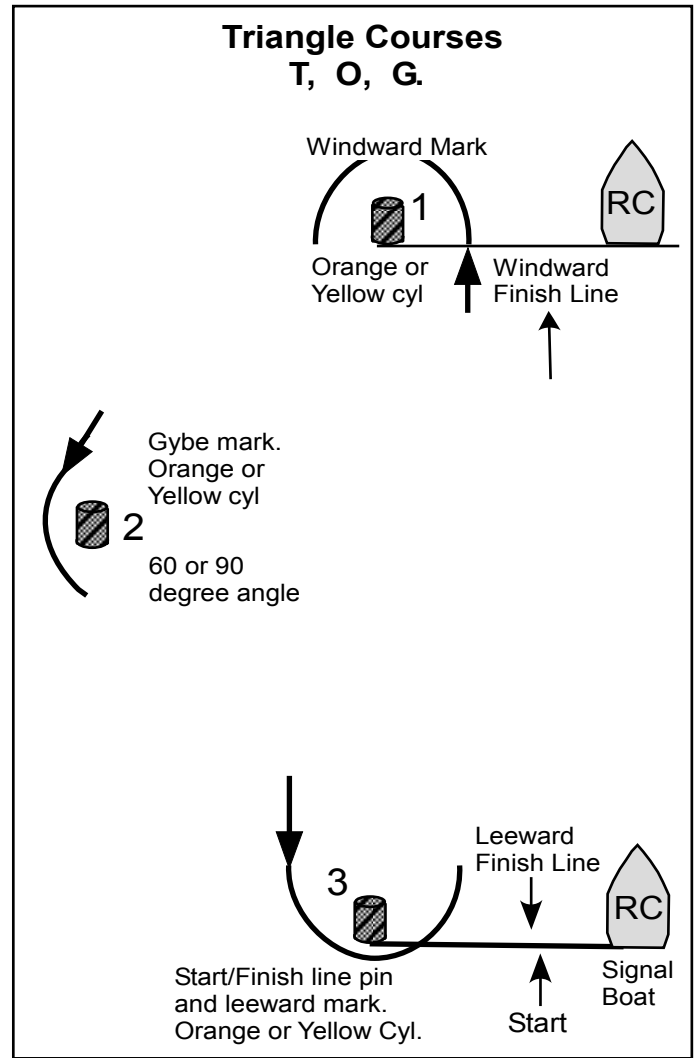 Triangle Courses
T, O, G.
Windward Mark
1
RC
Orange or
Yellow cyl
Windward
Finish Line
Gybe mark.
Orange or
Yellow cyl
2
60 or 90
degree angle
Leeward
Finish Line
3
RC
Start/Finish line pin
and leeward mark.
Orange or Yellow Cyl.
Start
Signal
Boat